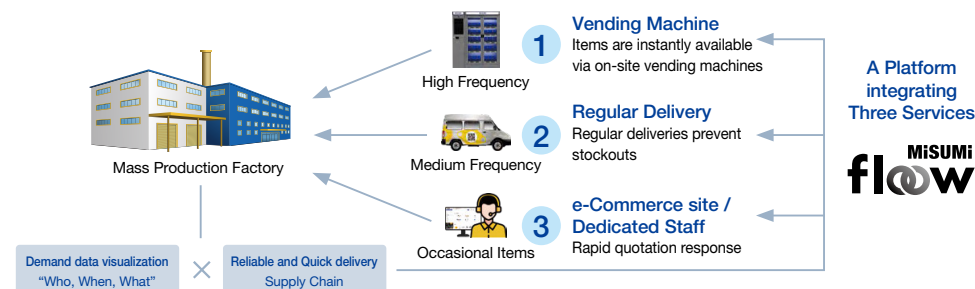 1
Vending Machine
Items are instantly available
via on-site vending machines
High Frequency
2
Regular Delivery
Regular deliveries prevent
stockouts
Medium Frequency
3
e-Commerce site /
Dedicated Staff
Rapid quotation response
Occasional Items
Mass Production Factory
A Platform
integrating
Three Services
MiSUMi
floow
Demand data visualization
“Who, When, What”
×
Reliable and Quick delivery
Supply Chain